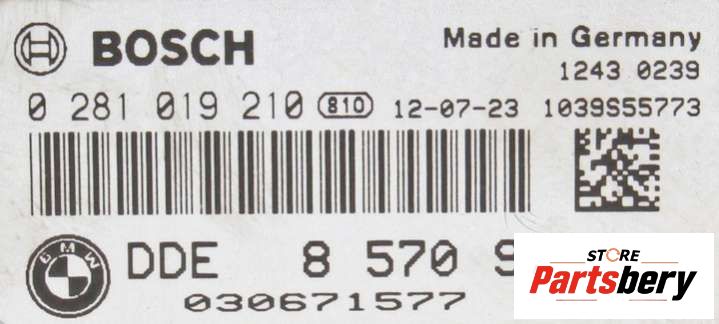 BOSCH
Made in Germany
1243 0239
0 281 019 210 810 12-07-23 1039S55773
BMW
DDE 8 570
030671577
STORE
Partsbery